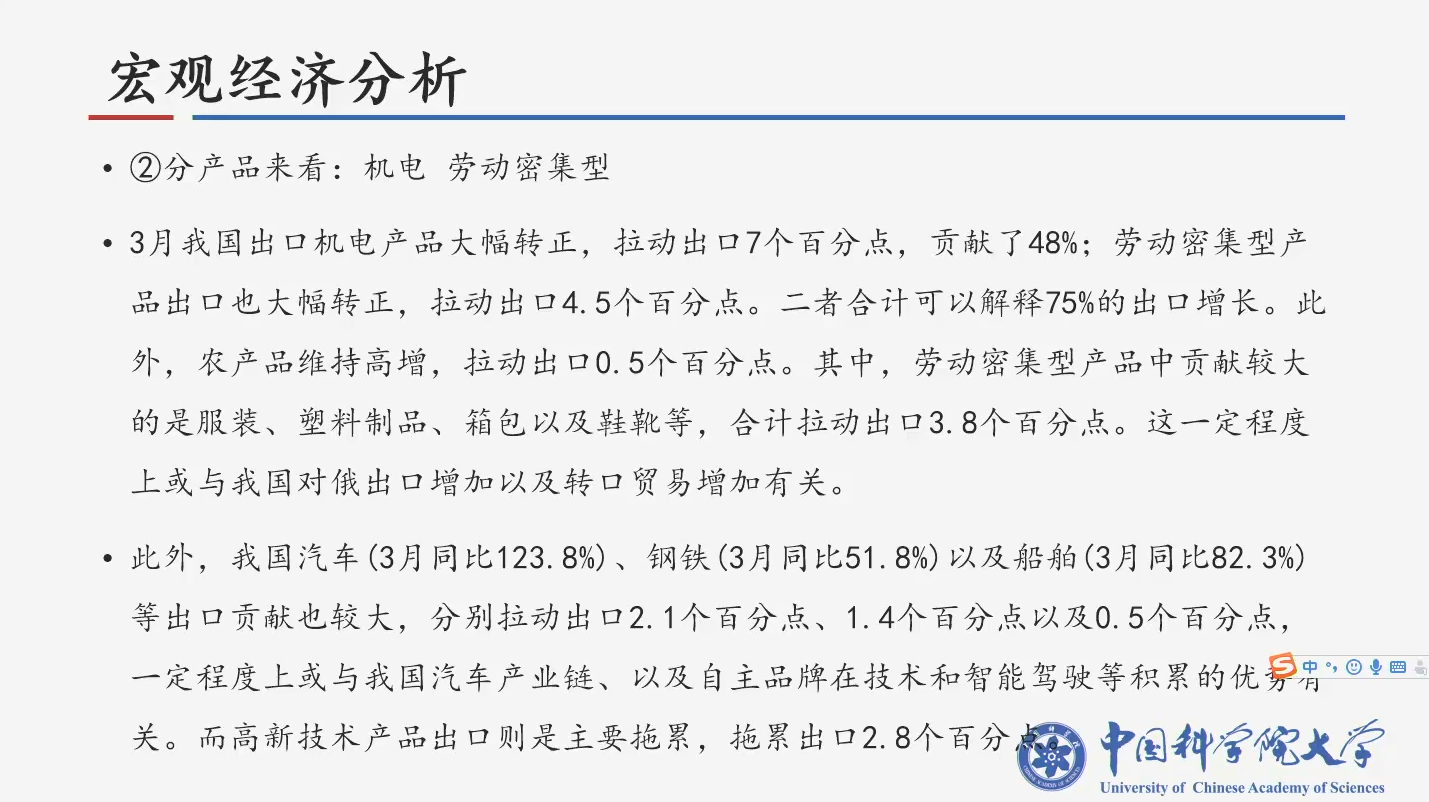 宏观经济分析
• ②分产品来看：机电 劳动密集型
• 3月我国出口机电产品大幅转正，拉动出口7个百分点，贡献了48%；劳动密集型产
品出口也大幅转正，拉动出口4.5个百分点。二者合计可以解释75%的出口增长。此
外，农产品维持高增，拉动出口0.5个百分点。其中，劳动密集型产品中贡献较大
的是服装、塑料制品、箱包以及鞋靴等，合计拉动出口3.8个百分点。这一定程度
上或与我国对俄出口增加以及转口贸易增加有关。
• 此外，我国汽车(3月同比123.8%)、钢铁(3月同比51.8%)以及船舶(3月同比82.3%)
等出口贡献也较大，分别拉动出口2.1个百分点、1.4个百分点以及0.5个百分点，
一定程度上或与我国汽车产业链、以及自主品牌在技术和智能驾驶等积累的优势有
关。而高新技术产品出口则是主要拖累，拖累出口2.8个百分点。
中
中国科学院大学
University of Chinese Academy of Sciences